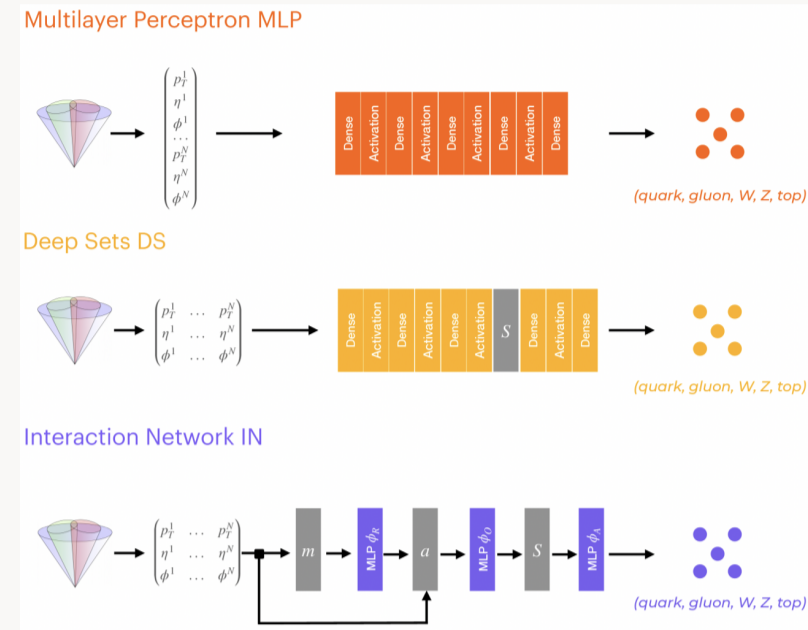 Multilayer Perceptron MLP
p_T^1
η^1
ϕ^1
...
p_T^N
η^N
ϕ^N
Dense Activation Dense Activation Dense Activation Dense Activation Dense
(quark, gluon, W, Z, top)
Deep Sets DS
p_T^1 ... p_T^N
η^1 ... η^N
ϕ^1 ... ϕ^N
Dense Activation Dense Activation Dense Activation S Dense Activation Dense
(quark, gluon, W, Z, top)
Interaction Network IN
p_T^1 ... p_T^N
η^1 ... η^N
ϕ^1 ... ϕ^N
m MLP ϕ_R a MLP ϕ_O S MLP ϕ_A
(quark, gluon, W, Z, top)